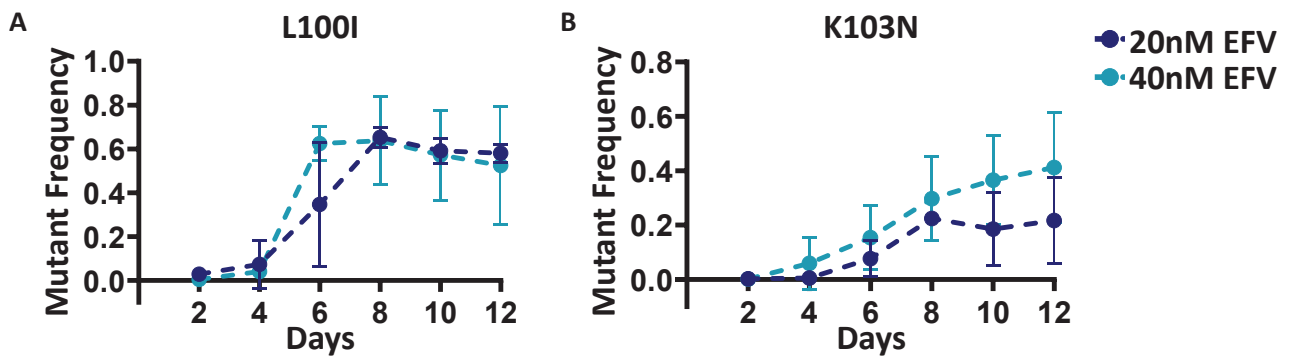 A
L100I
Mutant Frequency
1.0
0.8
0.6
0.4
0.2
0.0
2 4 6 8 10 12
Days
B
K103N
Mutant Frequency
0.8
0.6
0.4
0.2
0.0
2 4 6 8 10 12
Days
20nM EFV
40nM EFV